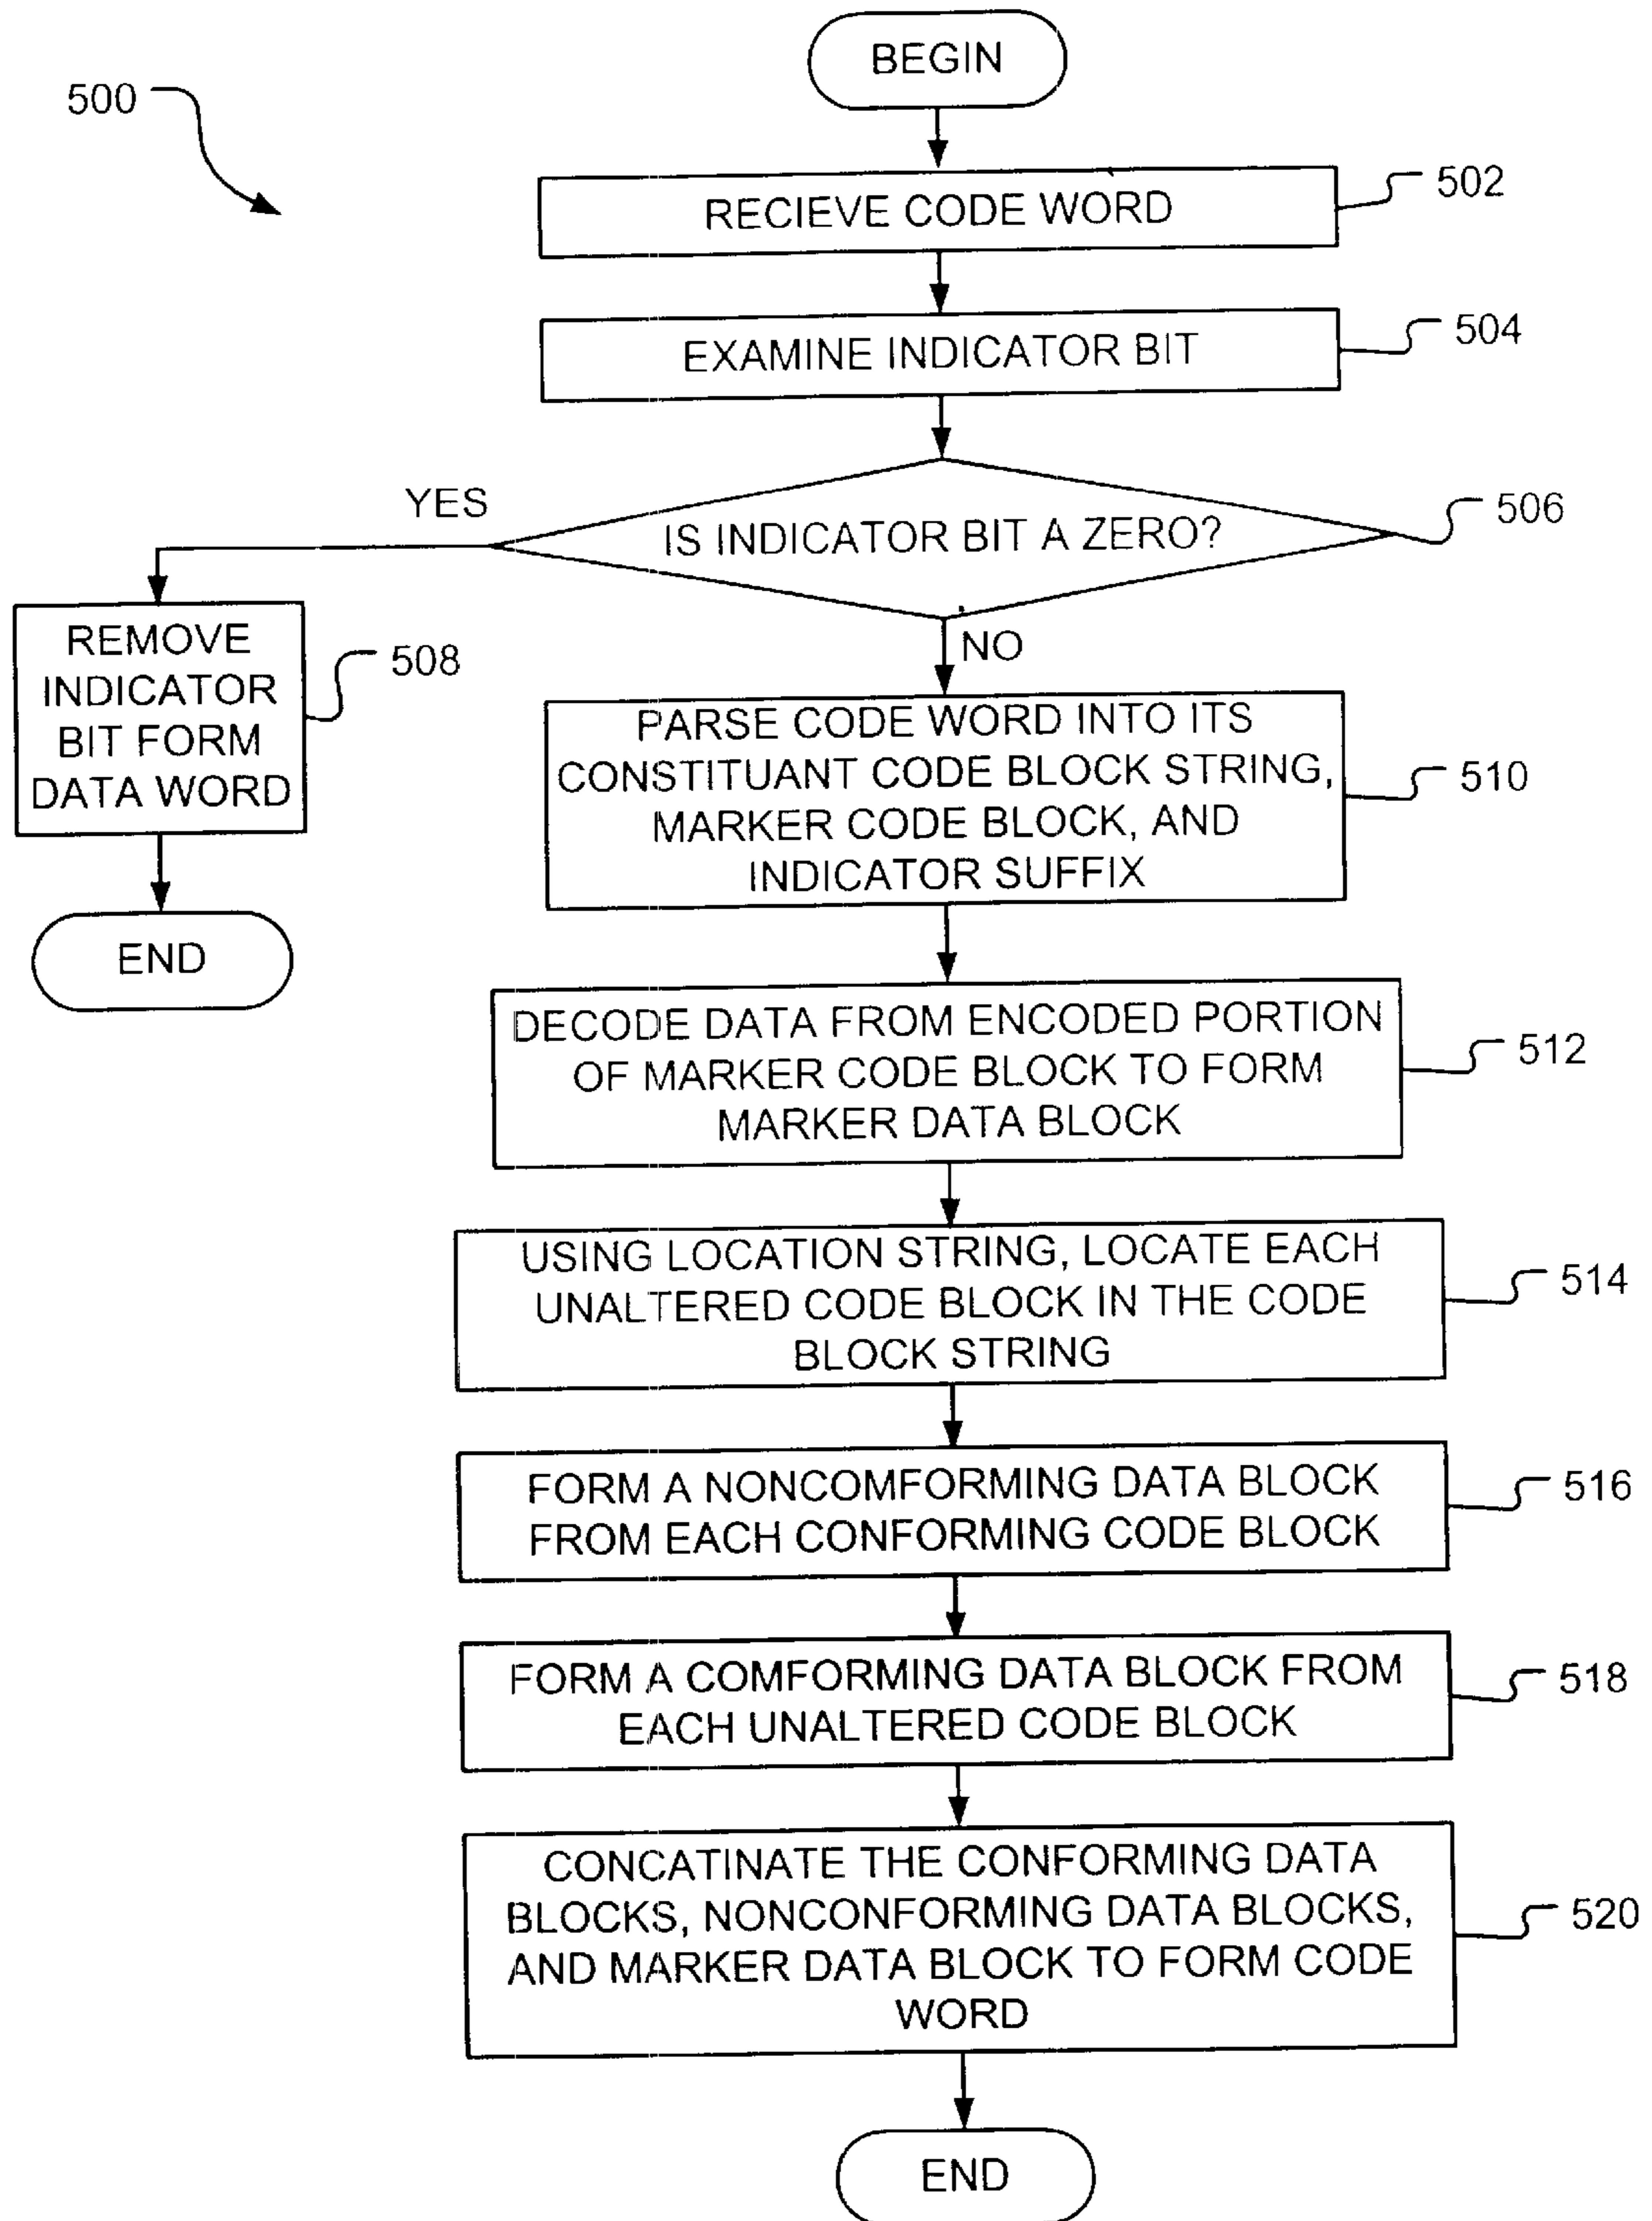 BEGIN
500
RECIEVE CODE WORD
502
EXAMINE INDICATOR BIT
504
YES
IS INDICATOR BIT A ZERO?
506
REMOVE
INDICATOR
BIT FORM
DATA WORD
508
END
NO
PARSE CODE WORD INTO ITS
CONSTITUANT CODE BLOCK STRING,
MARKER CODE BLOCK, AND
INDICATOR SUFFIX
510
DECODE DATA FROM ENCODED PORTION
OF MARKER CODE BLOCK TO FORM
MARKER DATA BLOCK
512
USING LOCATION STRING, LOCATE EACH
UNALTERED CODE BLOCK IN THE CODE
BLOCK STRING
514
FORM A NONCOMFORMING DATA BLOCK
FROM EACH CONFORMING CODE BLOCK
516
FORM A COMFORMING DATA BLOCK FROM
EACH UNALTERED CODE BLOCK
518
CONCATINATE THE CONFORMING DATA
BLOCKS, NONCONFORMING DATA BLOCKS,
AND MARKER DATA BLOCK TO FORM CODE
WORD
520
END